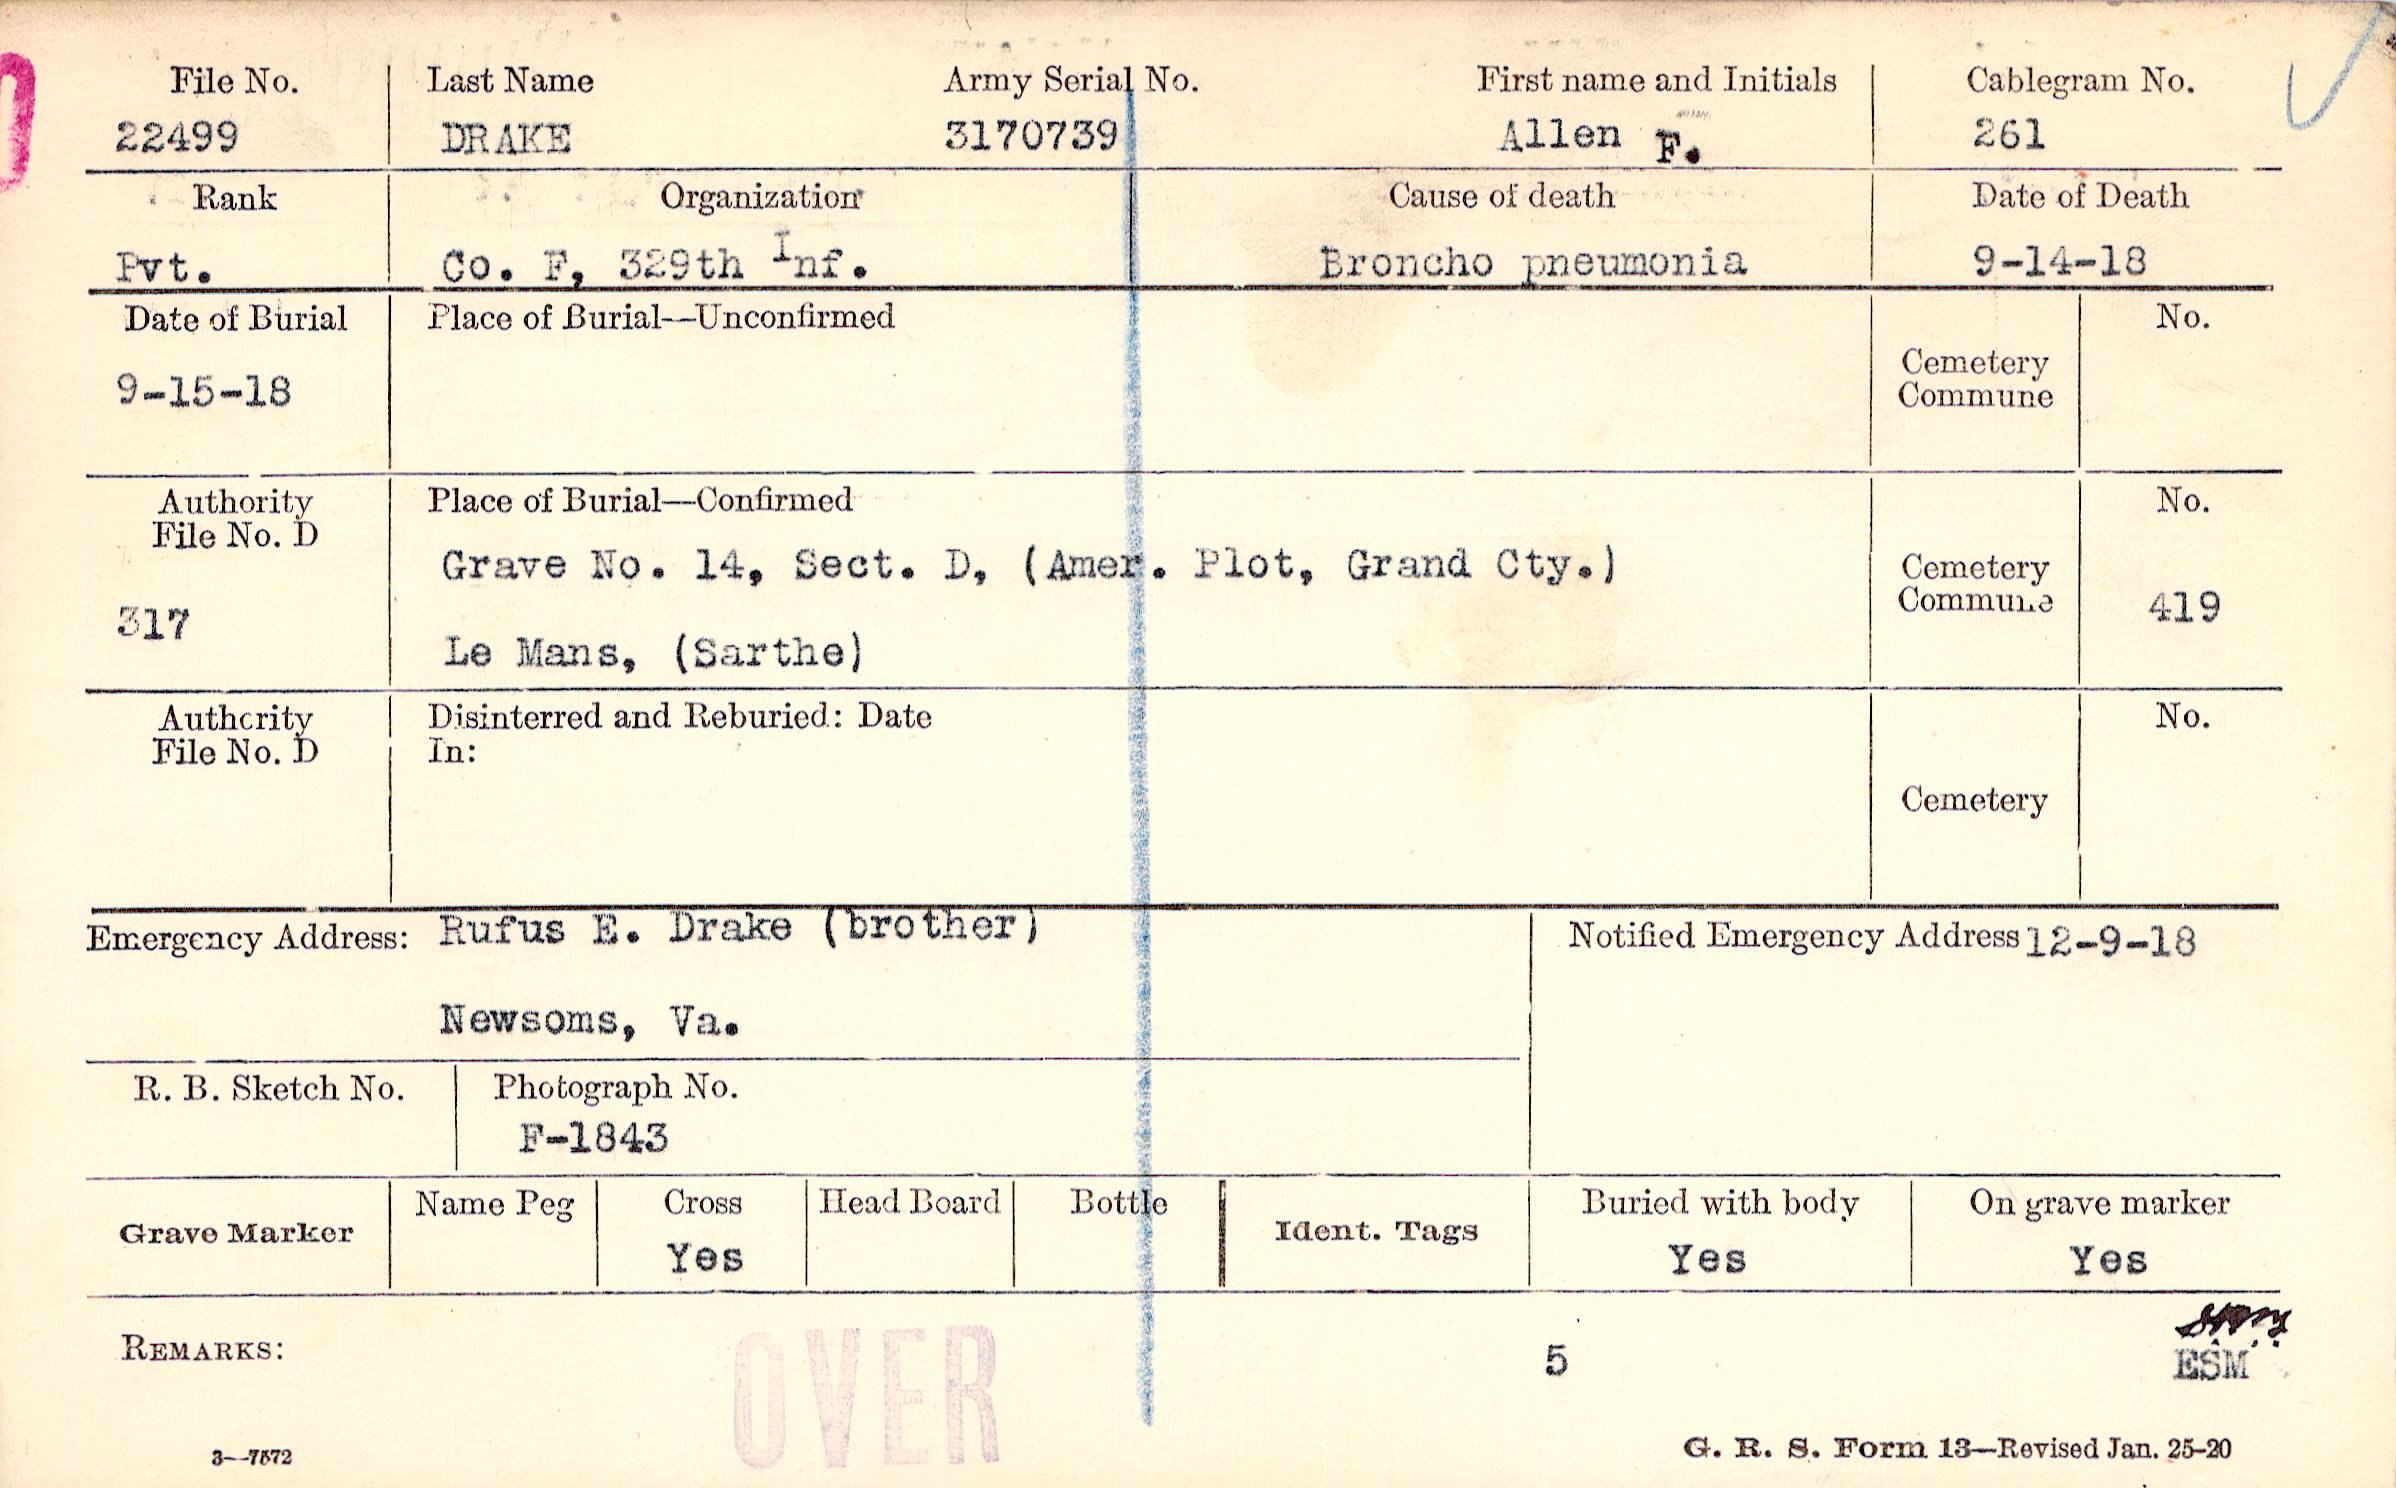 File No. Last Name Army Serial No. First name and Initials Cablegram No.
22499 DRAKE 3170739 Allen F. 261
Rank Organization Cause of death Date of Death
Pvt. Co. F, 329th Inf. Broncho pneumonia 9-14-18
Date of Burial Place of Burial—Unconfirmed No.
Cemetery
Commune
9-15-18
Authority Place of Burial—Confirmed No.
File No. D
Grave No. 14, Sect. D, (Amer. Plot, Grand Cty.) Cemetery
Commune 419
317
Le Mans, (Sarthe)
Authority Disinterred and Reburied: Date No.
File No. D In:
Cemetery
Emergency Address: Rufus E. Drake (brother) Notified Emergency Address 12-9-18
Newsoms, Va.
R. B. Sketch No. Photograph No.
F-1843
Grave Marker Name Peg Cross Head Board Bottle Ident. Tags Buried with body On grave marker
Yes Yes Yes
REMARKS: OVER 5 ESM
3—7572 G. R. S. Form 13—Revised Jan. 25-20